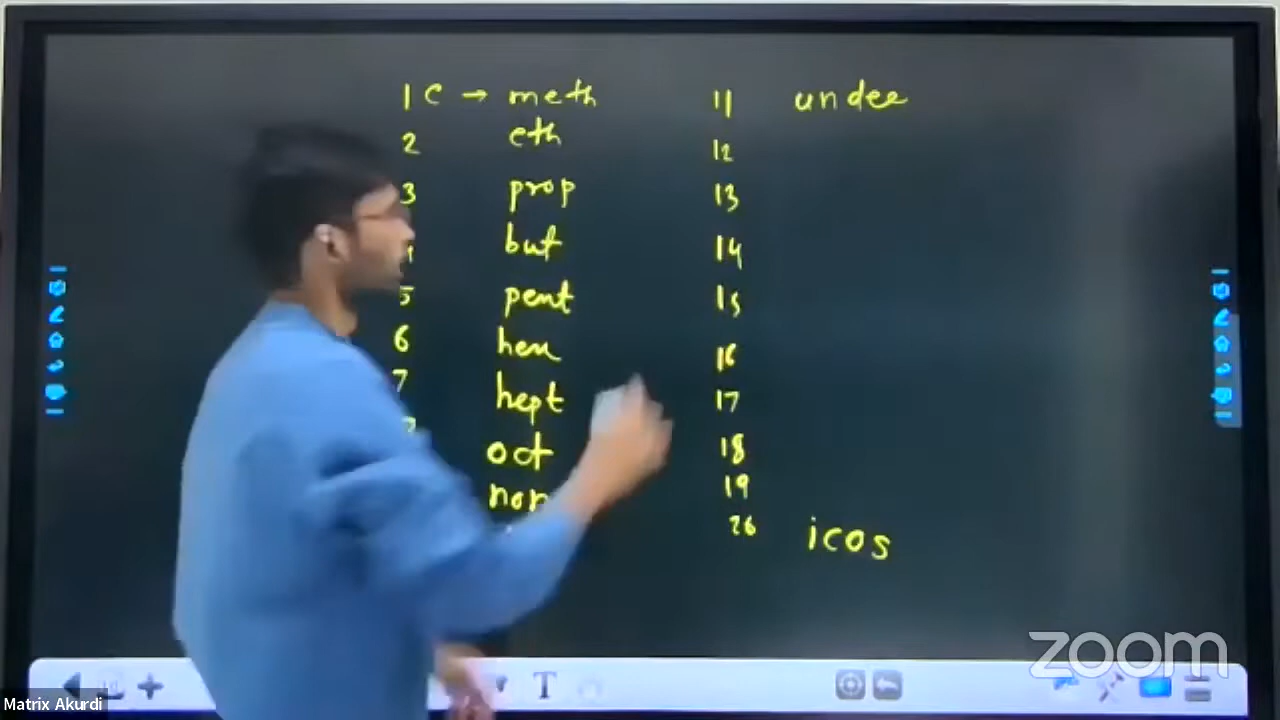 1 C → meth
2 eth
3 prop
but
5 pent
6 hex
7 hept
oct
non
11 undec
12
13
14
15
16
17
18
19
20 icos
T
zoom
Matrix Akurdi